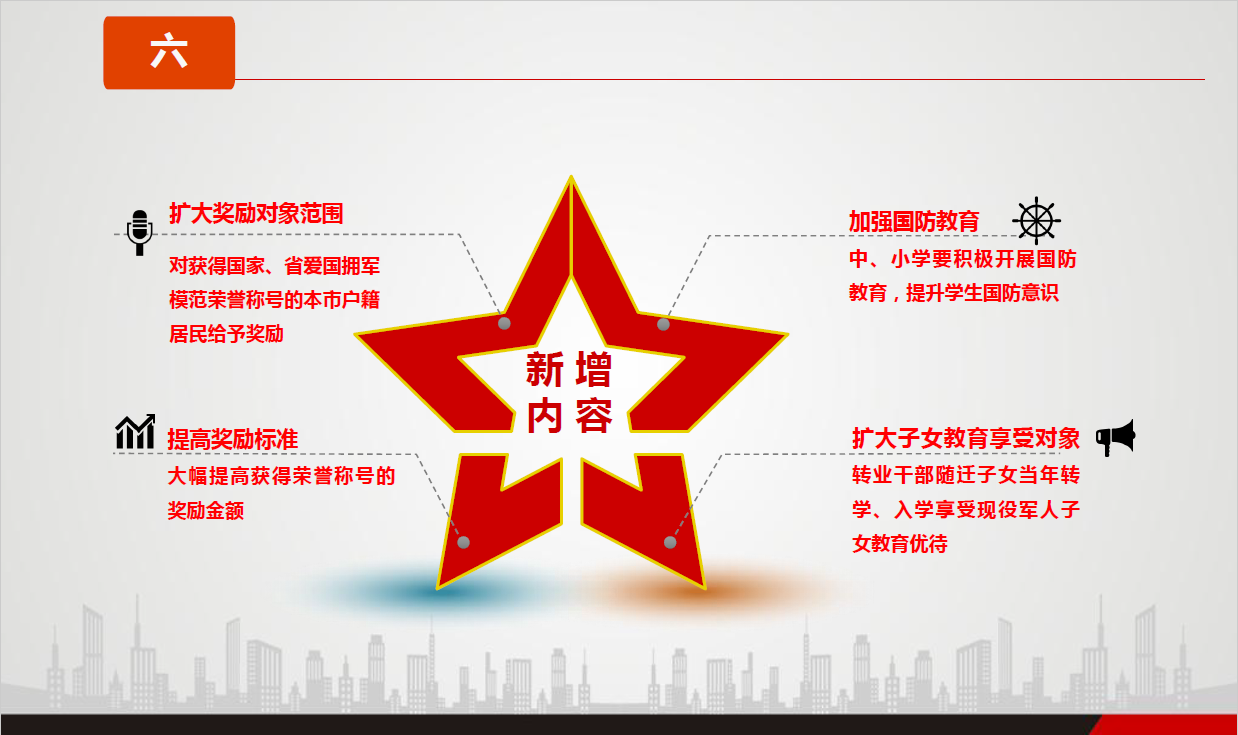 六
扩大奖励对象范围
对获得国家、省爱国拥军
模范荣誉称号的本市户籍
居民给予奖励
加强国防教育
中、小学要积极开展国防
教育，提升学生国防意识
新增
内容
提高奖励标准
大幅提高获得荣誉称号的
奖励金额
扩大子女教育享受对象
转业干部随迁子女当年转
学、入学享受现役军人子
女教育优待